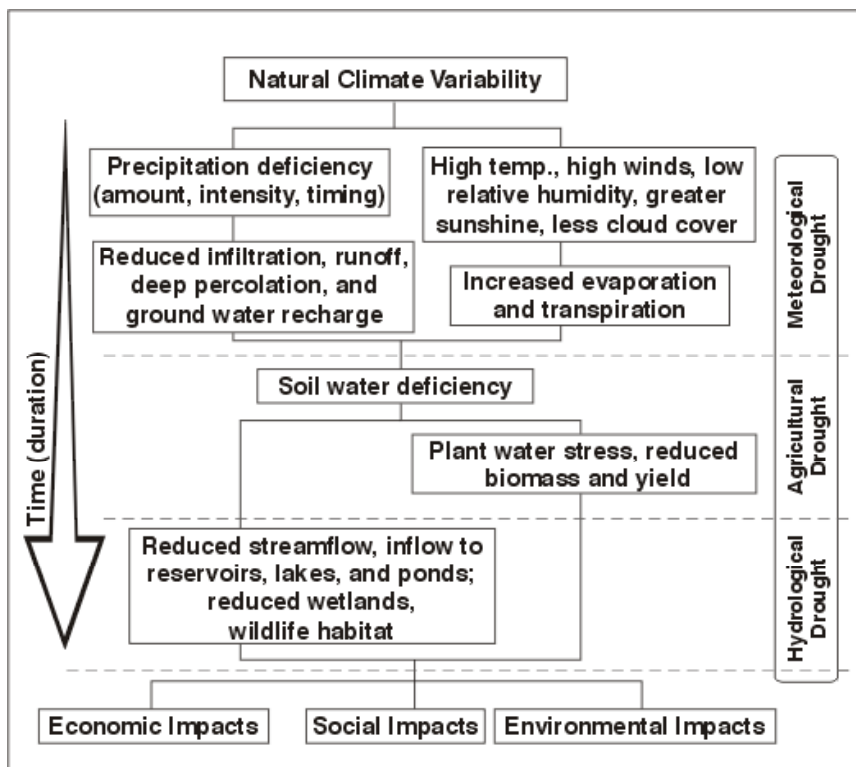 Natural Climate Variability
Precipitation deficiency
(amount, intensity, timing)
High temp., high winds, low
relative humidity, greater
sunshine, less cloud cover
Reduced infiltration, runoff,
deep percolation, and
ground water recharge
Increased evaporation
and transpiration
Meteorological
Drought
Time (duration)
Soil water deficiency
Plant water stress, reduced
biomass and yield
Agricultural
Drought
Reduced streamflow, inflow to
reservoirs, lakes, and ponds;
reduced wetlands,
wildlife habitat
Hydrological
Drought
Economic Impacts
Social Impacts
Environmental Impacts